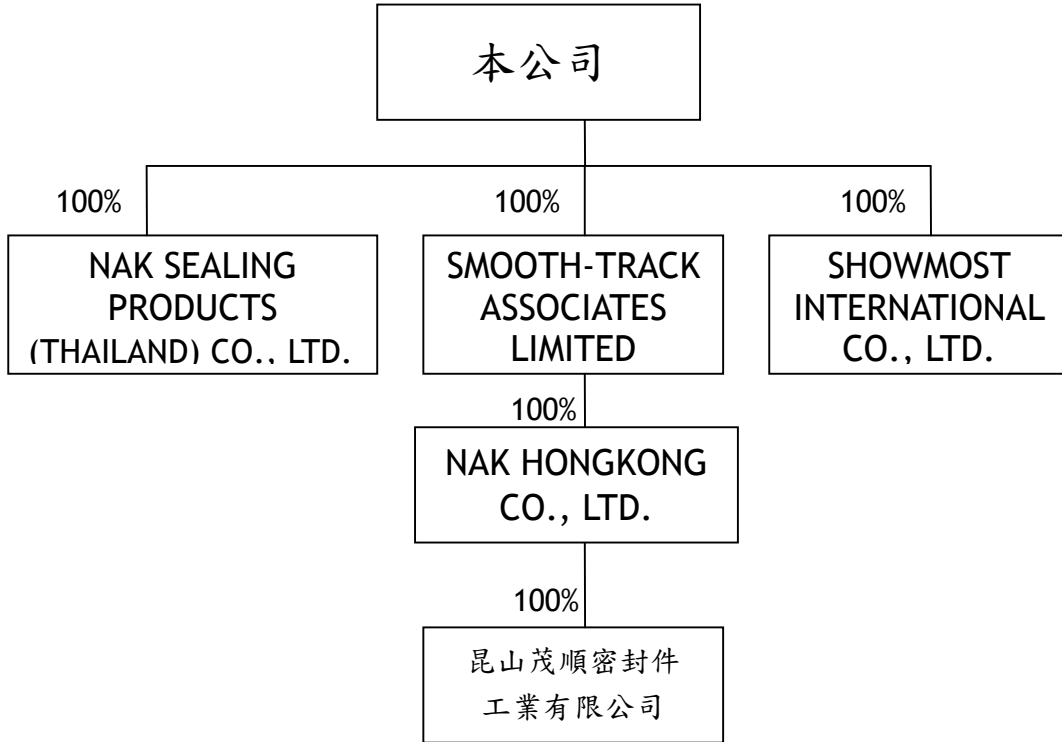 本公司
100%
100%
100%
NAK SEALING
PRODUCTS
(THAILAND) CO., LTD.
SMOOTH-TRACK
ASSOCIATES
LIMITED
SHOWMOST
INTERNATIONAL
CO., LTD.
100%
NAK HONGKONG
CO., LTD.
100%
昆山茂順密封件
工業有限公司